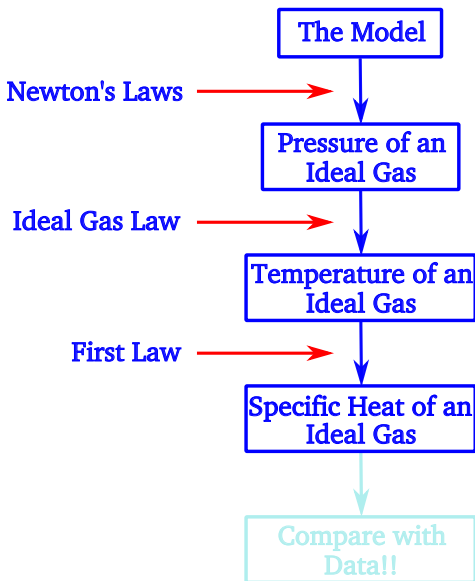 The Model
Newton's Laws
Pressure of an
Ideal Gas
Ideal Gas Law
Temperature of an
Ideal Gas
First Law
Specific Heat of an
Ideal Gas
Compare with
Data!!